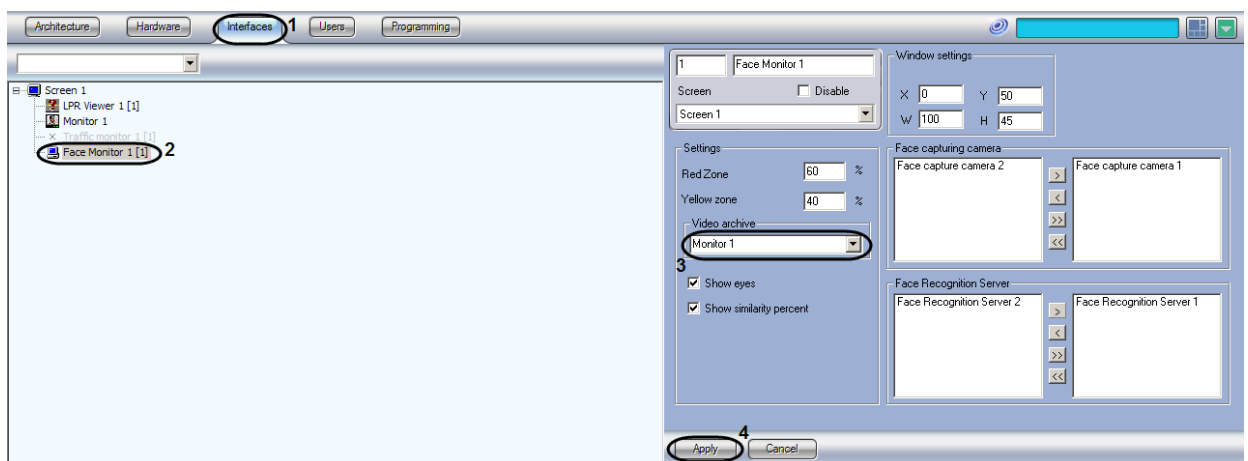 Architecture Hardware Interfaces 1 Users Programming
Screen 1
LPR Viewer 1 [1]
Monitor 1
Traffic monitor 1 [1]
Face Monitor 1 [1] 2
1 Face Monitor 1
Screen Disable
Screen 1
Window settings
X 0 Y 50
W 100 H 45
Settings
Red Zone 60 %
Yellow zone 40 %
Video archive
Monitor 1
3
Show eyes
Show similarity percent
Face capturing camera
Face capture camera 2 > Face capture camera 1
<
>>
<<
Face Recognition Server
Face Recognition Server 2 > Face Recognition Server 1
<
>>
<<
Apply 4 Cancel